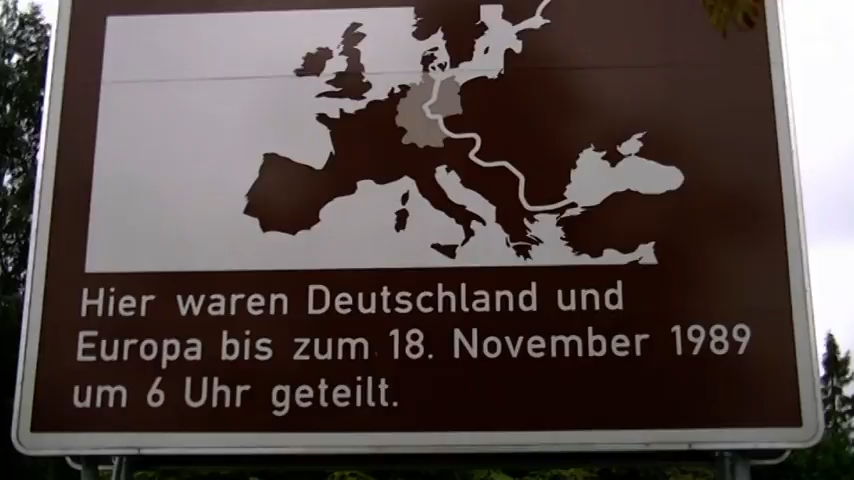 Hier waren Deutschland und
Europa bis zum 18. November 1989
um 6 Uhr geteilt.